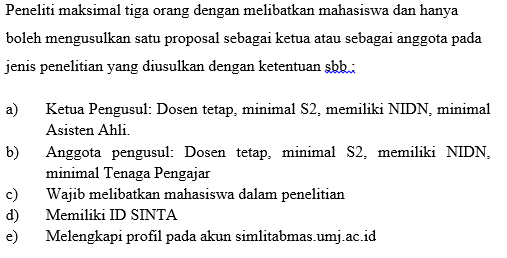 Peneliti maksimal tiga orang dengan melibatkan mahasiswa dan hanya
boleh mengusulkan satu proposal sebagai ketua atau sebagai anggota pada
jenis penelitian yang diusulkan dengan ketentuan sbb :
a) Ketua Pengusul: Dosen tetap, minimal S2, memiliki NIDN, minimal
Asisten Ahli.
b) Anggota pengusul: Dosen tetap, minimal S2, memiliki NIDN,
minimal Tenaga Pengajar
c) Wajib melibatkan mahasiswa dalam penelitian
d) Memiliki ID SINTA
e) Melengkapi profil pada akun simlitabmas.umj.ac.id